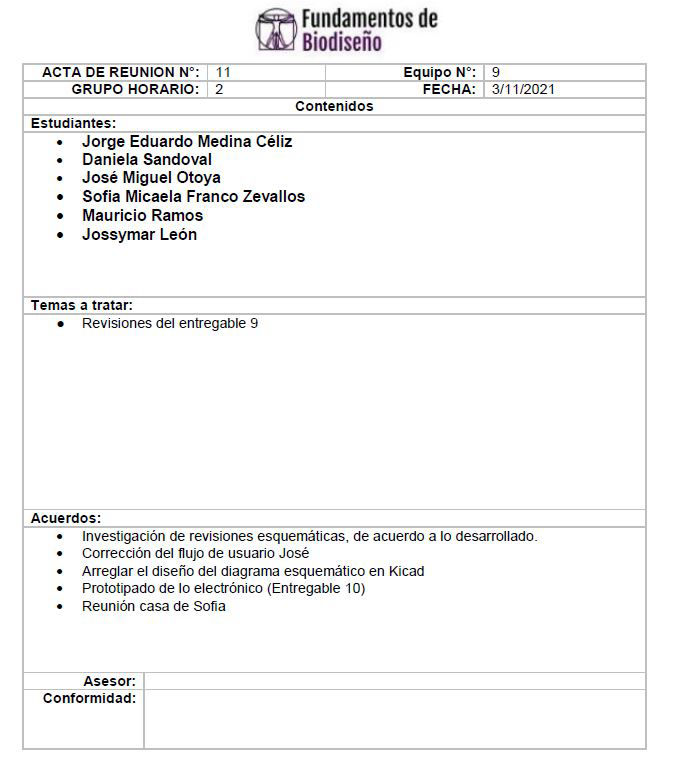 Fundamentos de
Biodiseño
ACTA DE REUNION N°: 11 Equipo N°: 9
GRUPO HORARIO: 2 FECHA: 3/11/2021
Contenidos
Estudiantes:
• Jorge Eduardo Medina Céliz
• Daniela Sandoval
• José Miguel Otoya
• Sofia Micaela Franco Zevallos
• Mauricio Ramos
• Jossymar León
Temas a tratar:
• Revisiones del entregable 9
Acuerdos:
• Investigación de revisiones esquemáticas, de acuerdo a lo desarrollado.
• Corrección del flujo de usuario José
• Arreglar el diseño del diagrama esquemático en Kicad
• Prototipado de lo electrónico (Entregable 10)
• Reunión casa de Sofia
Asesor:
Conformidad: